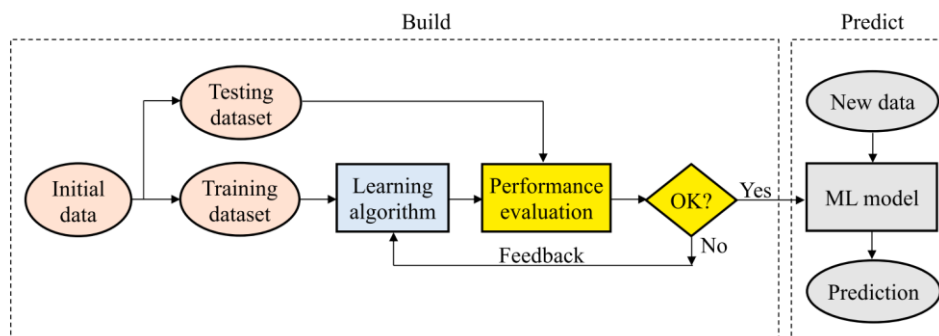 Build
Predict
Testing
dataset
New data
Initial
data
Training
dataset
Learning
algorithm
Performance
evaluation
OK?
Yes
ML model
No
Feedback
Prediction